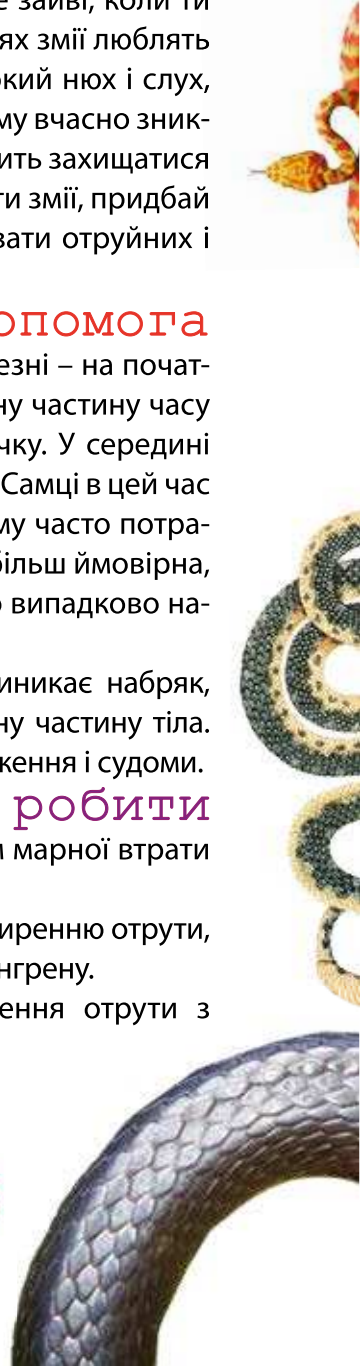 е зайві, коли ти
ях змії люблять
окий нюх і слух,
му вчасно зник-
ить захищатися
ти змії, придбай
вати отруйних і
опомога
езні – на почат-
ну частину часу
чку. У середині
Самці в цей час
му часто потра-
більш ймовірна,
о випадково на-
иникає набряк,
ну частину тіла.
ження і судоми.
робити
м марної втрати
иренню отрути,
нгрену.
ення отрути з